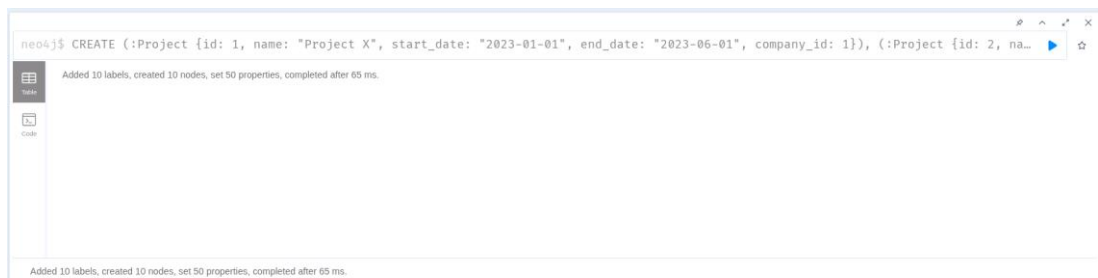 neo4j$ CREATE (:Project {id: 1, name: "Project X", start_date: "2023-01-01", end_date: "2023-06-01", company_id: 1}), (:Project {id: 2, na…
Added 10 labels, created 10 nodes, set 50 properties, completed after 65 ms.
Table
Code
Added 10 labels, created 10 nodes, set 50 properties, completed after 65 ms.